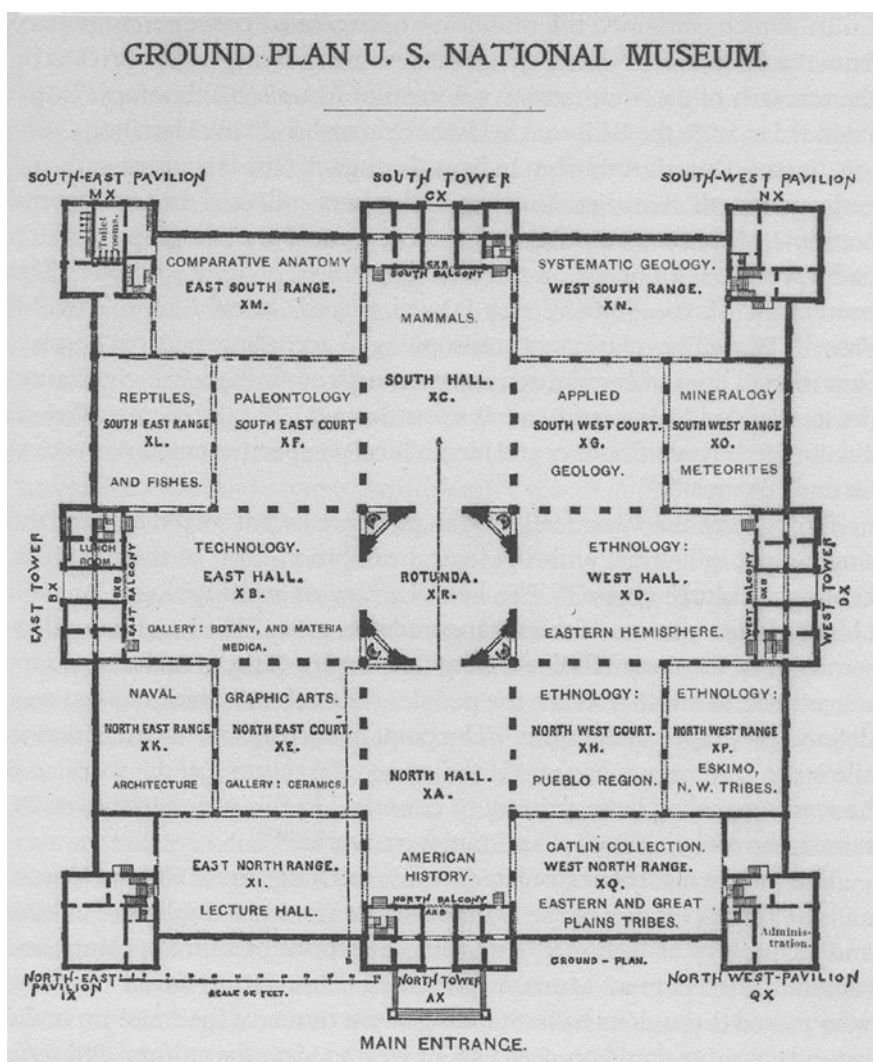 GROUND PLAN U. S. NATIONAL MUSEUM.
SOUTH-EAST PAVILION
MX
SOUTH TOWER
CX
SOUTH-WEST PAVILION
NX
Toilet
rooms.
COMPARATIVE ANATOMY
EAST SOUTH RANGE.
XM.
CXB
SOUTH BALCONY
MAMMALS.
SYSTEMATIC GEOLOGY.
WEST SOUTH RANGE.
XN.
SOUTH HALL.
XC.
REPTILES,
SOUTH EAST RANGE
XL.
AND FISHES.
PALEONTOLOGY
SOUTH EAST COURT
XF.
APPLIED
SOUTH WEST COURT.
XG.
GEOLOGY.
MINERALOGY
SOUTH WEST RANGE
XO.
METEORITES
EAST TOWER
BX
LUNCH
ROOM.
BXB
EAST BALCONY
TECHNOLOGY.
EAST HALL.
XB.
GALLERY: BOTANY, AND MATERIA
MEDICA.
ROTUNDA.
XR.
ETHNOLOGY:
WEST HALL.
XD.
EASTERN HEMISPHERE.
WEST BALCONY
DXB
WEST TOWER
DX
NAVAL
NORTH EAST RANGE
XK.
ARCHITECTURE
GRAPHIC ARTS.
NORTH EAST COURT
XE.
GALLERY: CERAMICS.
NORTH HALL.
XA.
ETHNOLOGY:
NORTH WEST COURT.
XH.
PUEBLO REGION.
ETHNOLOGY:
NORTH WEST RANGE
XP.
ESKIMO,
N. W. TRIBES.
EAST NORTH RANGE.
XI.
LECTURE HALL.
AMERICAN
HISTORY.
NORTH BALCONY
AXB
CATLIN COLLECTION.
WEST NORTH RANGE.
XQ.
EASTERN AND GREAT
PLAINS TRIBES.
Adminis-
tration.
NORTH-EAST
PAVILION
IX
SCALE OF FEET.
NORTH TOWER
AX
GROUND-PLAN.
NORTH WEST-PAVILION
QX
MAIN ENTRANCE.